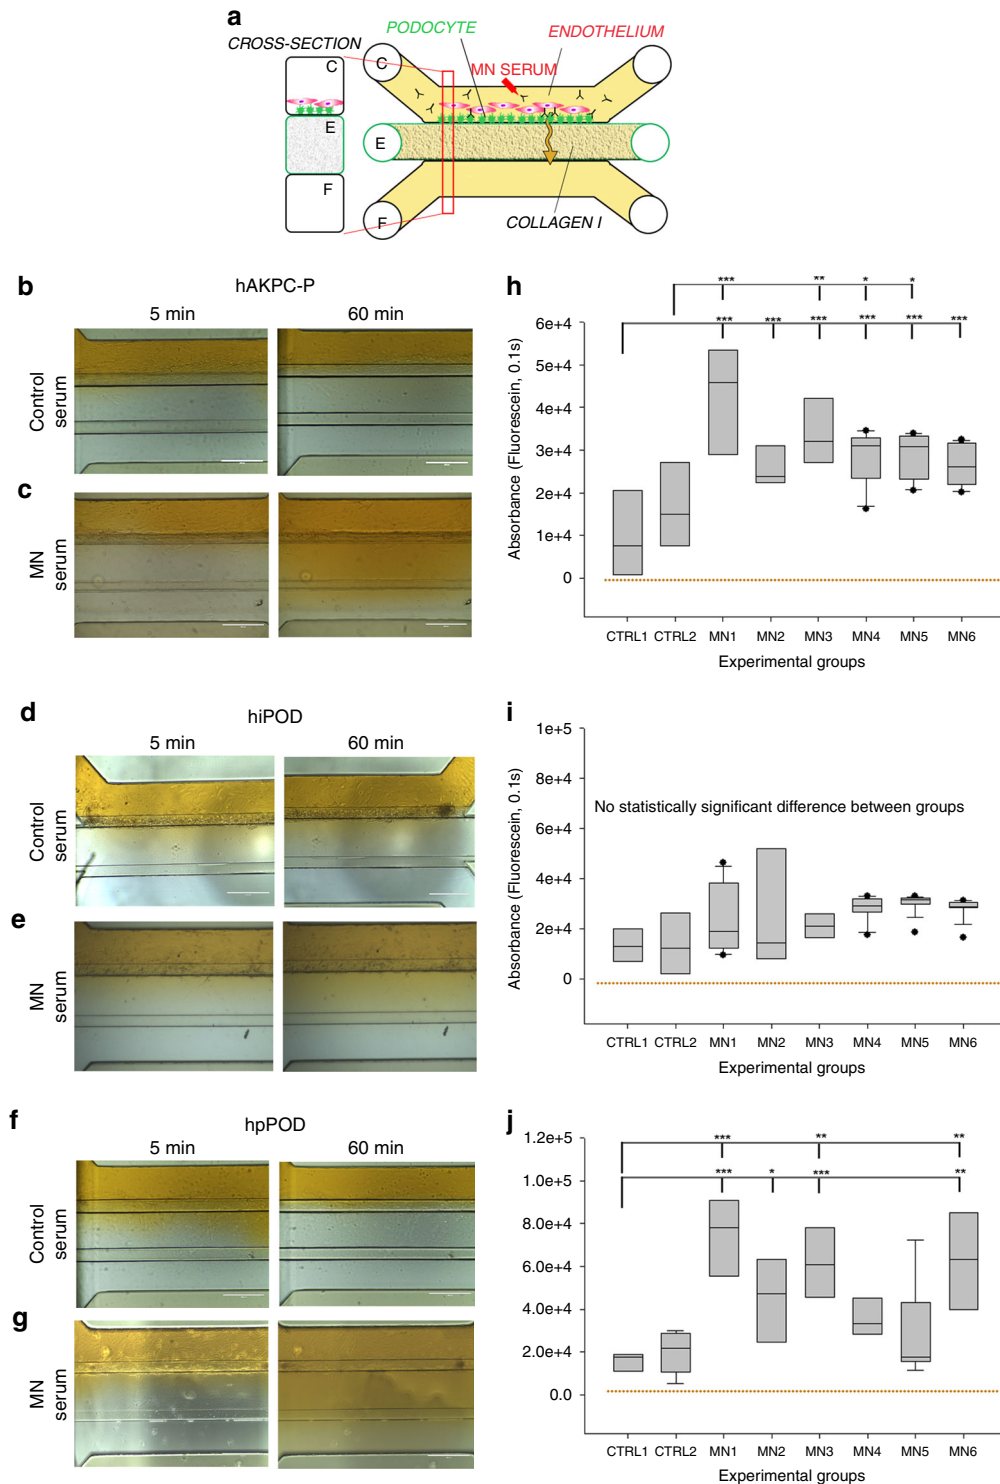 a
CROSS-SECTION
PODOCYTE
ENDOTHELIUM
MN SERUM
C
E
F
C
E
F
COLLAGEN I
b
hAKPC-P
5 min
60 min
Control serum
c
MN serum
d
hiPOD
5 min
60 min
Control serum
e
MN serum
f
hpPOD
5 min
60 min
Control serum
g
MN serum
h
*** ** * *
*** *** *** *** *** ***
Absorbance (Fluorescein, 0.1s)
6e+4
5e+4
4e+4
3e+4
2e+4
1e+4
0
CTRL1 CTRL2 MN1 MN2 MN3 MN4 MN5 MN6
Experimental groups
i
Absorbance (Fluorescein, 0.1s)
1e+5
8e+4
No statistically significant difference between groups
6e+4
4e+4
2e+4
0
CTRL1 CTRL2 MN1 MN2 MN3 MN4 MN5 MN6
Experimental groups
j
*** ** **
*** * *** **
1.2e+5
1.0e+5
8.0e+4
6.0e+4
4.0e+4
2.0e+4
0.0
CTRL1 CTRL2 MN1 MN2 MN3 MN4 MN5 MN6
Experimental groups